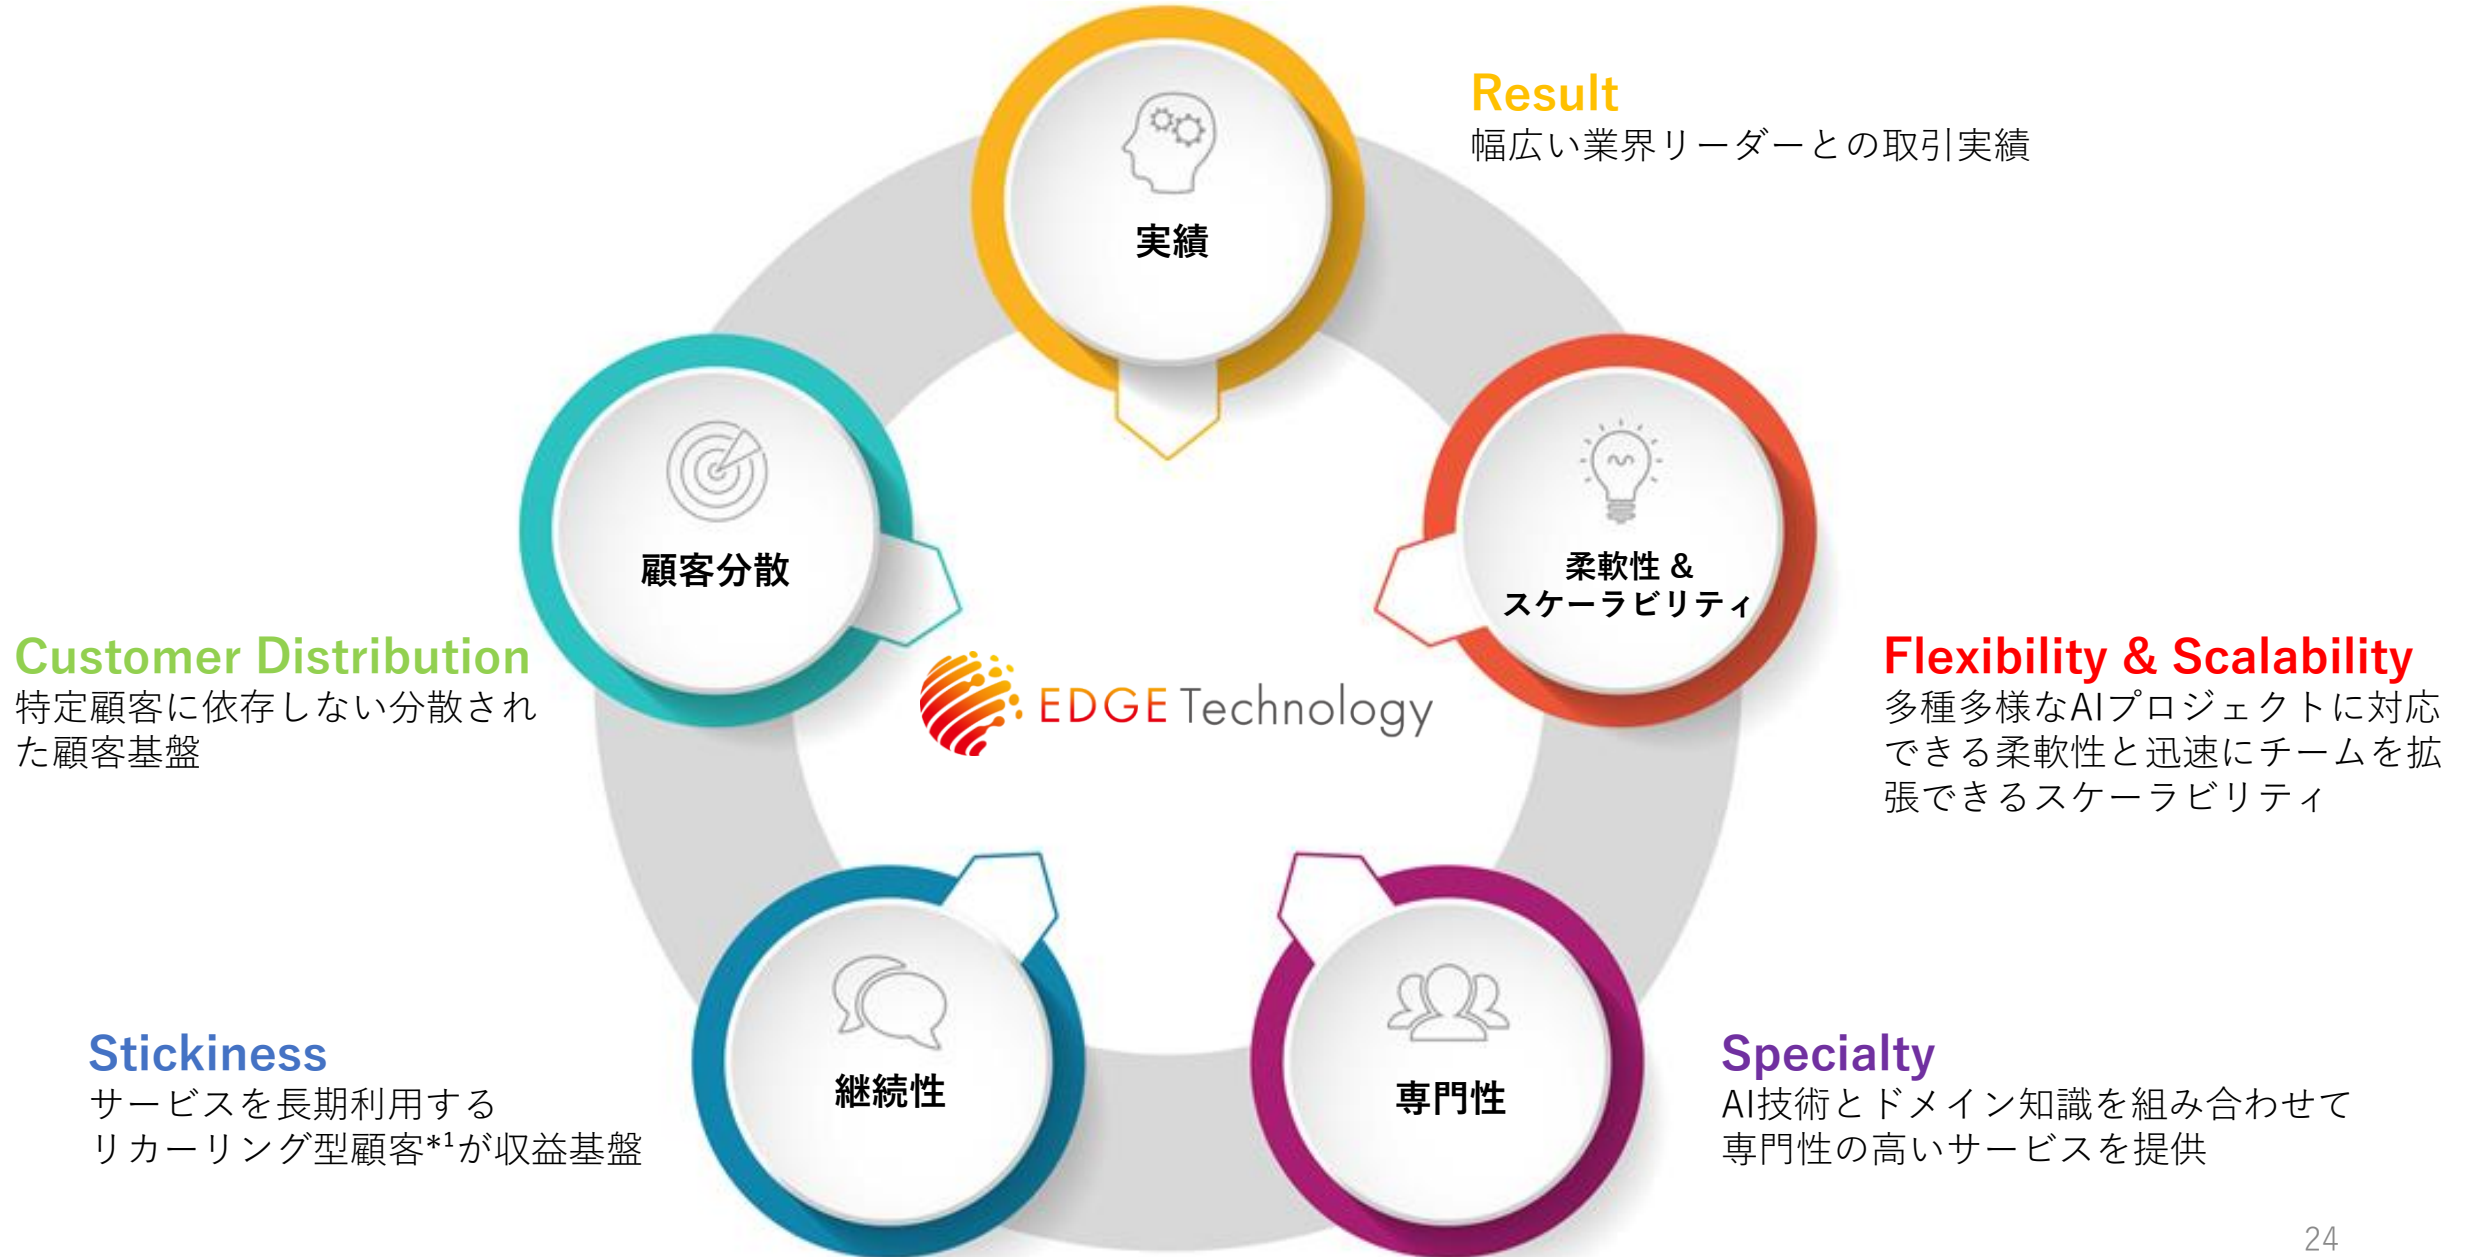 Result
幅広い業界リーダーとの取引実績
実績
顧客分散
柔軟性 &
スケーラビリティ
Customer Distribution
特定顧客に依存しない分散され
た顧客基盤
EDGE Technology
Flexibility & Scalability
多種多様なAIプロジェクトに対応
できる柔軟性と迅速にチームを拡
張できるスケーラビリティ
Stickiness
サービスを長期利用する
リカーリング型顧客*¹が収益基盤
継続性
専門性
Specialty
AI技術とドメイン知識を組み合わせて
専門性の高いサービスを提供
24